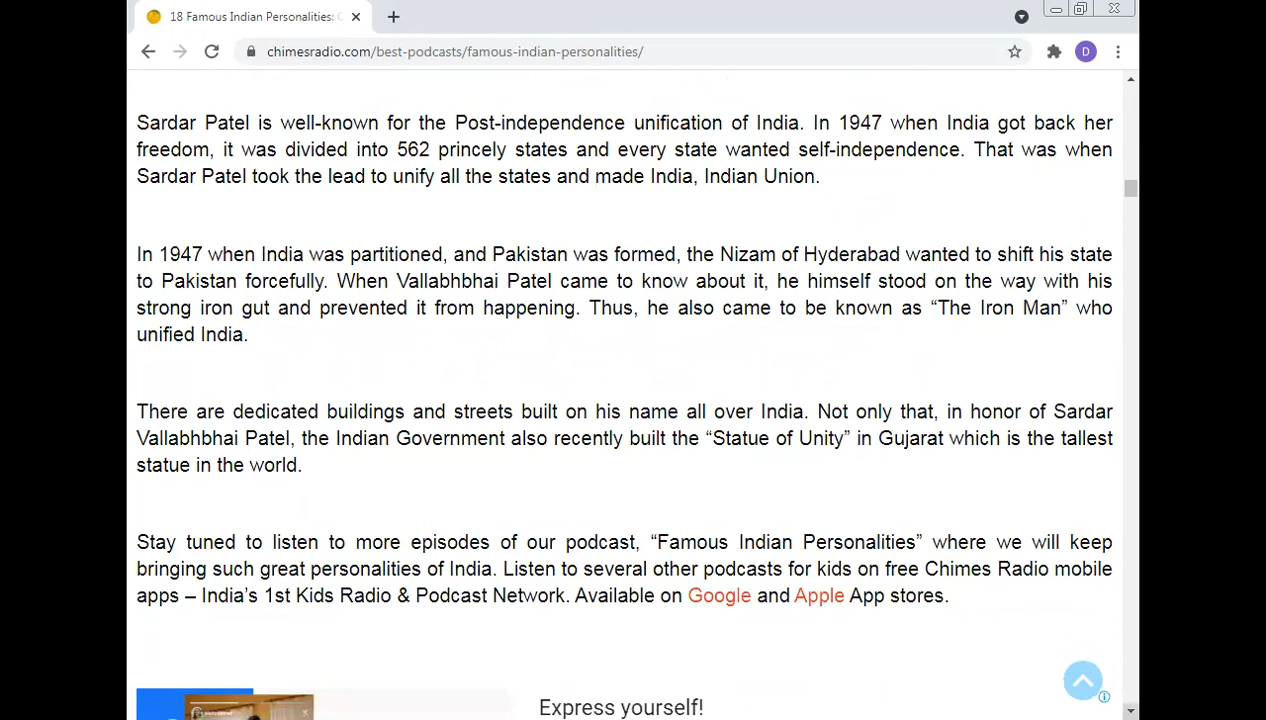 18 Famous Indian Personalities:
chimesradio.com/best-podcasts/famous-indian-personalities/
D
Sardar Patel is well-known for the Post-independence unification of India. In 1947 when India got back her
freedom, it was divided into 562 princely states and every state wanted self-independence. That was when
Sardar Patel took the lead to unify all the states and made India, Indian Union.
In 1947 when India was partitioned, and Pakistan was formed, the Nizam of Hyderabad wanted to shift his state
to Pakistan forcefully. When Vallabhbhai Patel came to know about it, he himself stood on the way with his
strong iron gut and prevented it from happening. Thus, he also came to be known as “The Iron Man” who
unified India.
There are dedicated buildings and streets built on his name all over India. Not only that, in honor of Sardar
Vallabhbhai Patel, the Indian Government also recently built the “Statue of Unity” in Gujarat which is the tallest
statue in the world.
Stay tuned to listen to more episodes of our podcast, “Famous Indian Personalities” where we will keep
bringing such great personalities of India. Listen to several other podcasts for kids on free Chimes Radio mobile
apps – India’s 1st Kids Radio & Podcast Network. Available on Google and Apple App stores.
Express yourself!